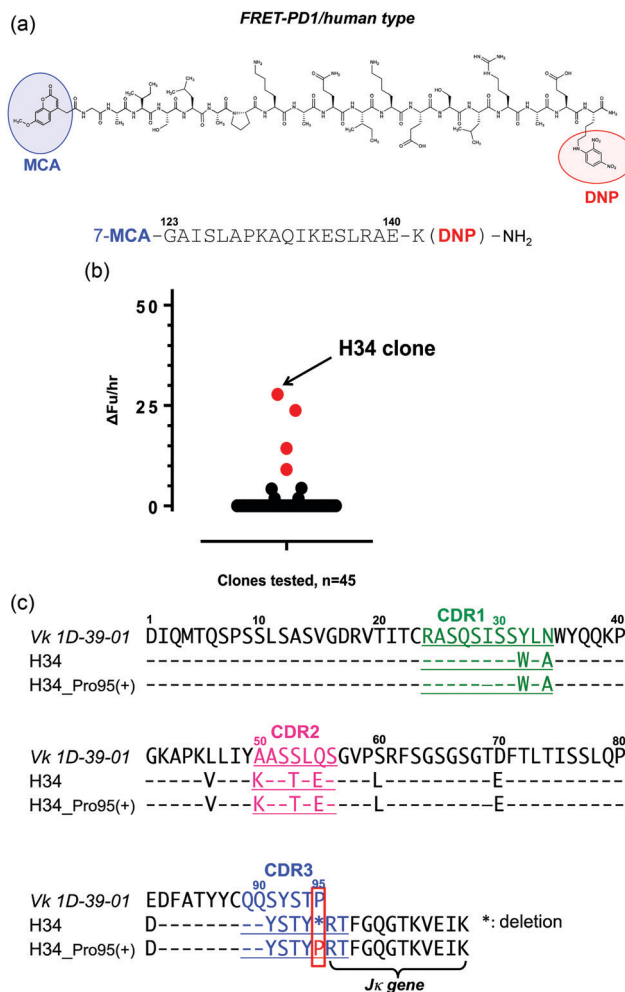 (a)
FRET-PD1/human type
MCA
DNP
7-MCA-GAISLAPKAQIKESLRAE-K(DNP)-NH₂
123 140
(b)
ΔFu/hr
50
25
0
H34 clone
Clones tested, n=45
(c)
CDR1
1 10 20 30 40
Vk 1D-39-01 DIQMTQSPSSLSASVGDRVTITCRASQSISSYLNWYQQKP
H34 -------------------------------W-A------
H34_Pro95(+) -------------------------------W-A------
CDR2
50 60 70 80
Vk 1D-39-01 GKAPKLLIYAASSLQSGVPSRFSGSGSGTDFTLTISSLQP
H34 -----V---K--T-E----L---------E----------
H34_Pro95(+) -----V---K--T-E----L---------E----------
CDR3
90 95
Vk 1D-39-01 EDFATYYCQQSYSTP
H34 D---------YSTY*RTFGQGTKVEIK *: deletion
H34_Pro95(+) D---------YSTYPRTFGQGTKVEIK
Jκ gene